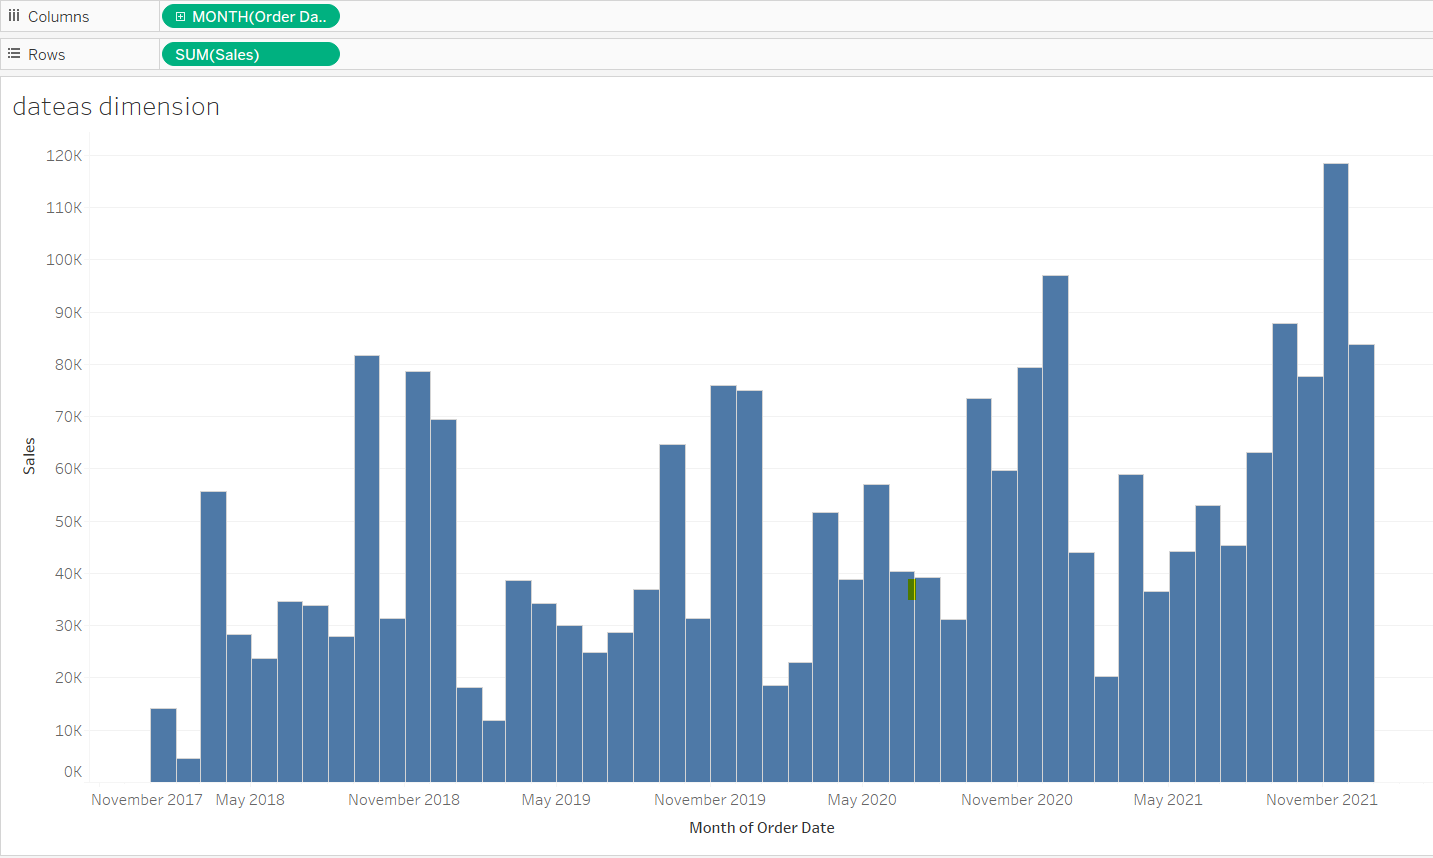 Columns
MONTH(Order Da..
Rows
SUM(Sales)
dateas dimension
120K
110K
100K
90K
80K
70K
60K
50K
40K
30K
20K
10K
0K
Sales
November 2017 May 2018 November 2018 May 2019 November 2019 May 2020 November 2020 May 2021 November 2021
Month of Order Date